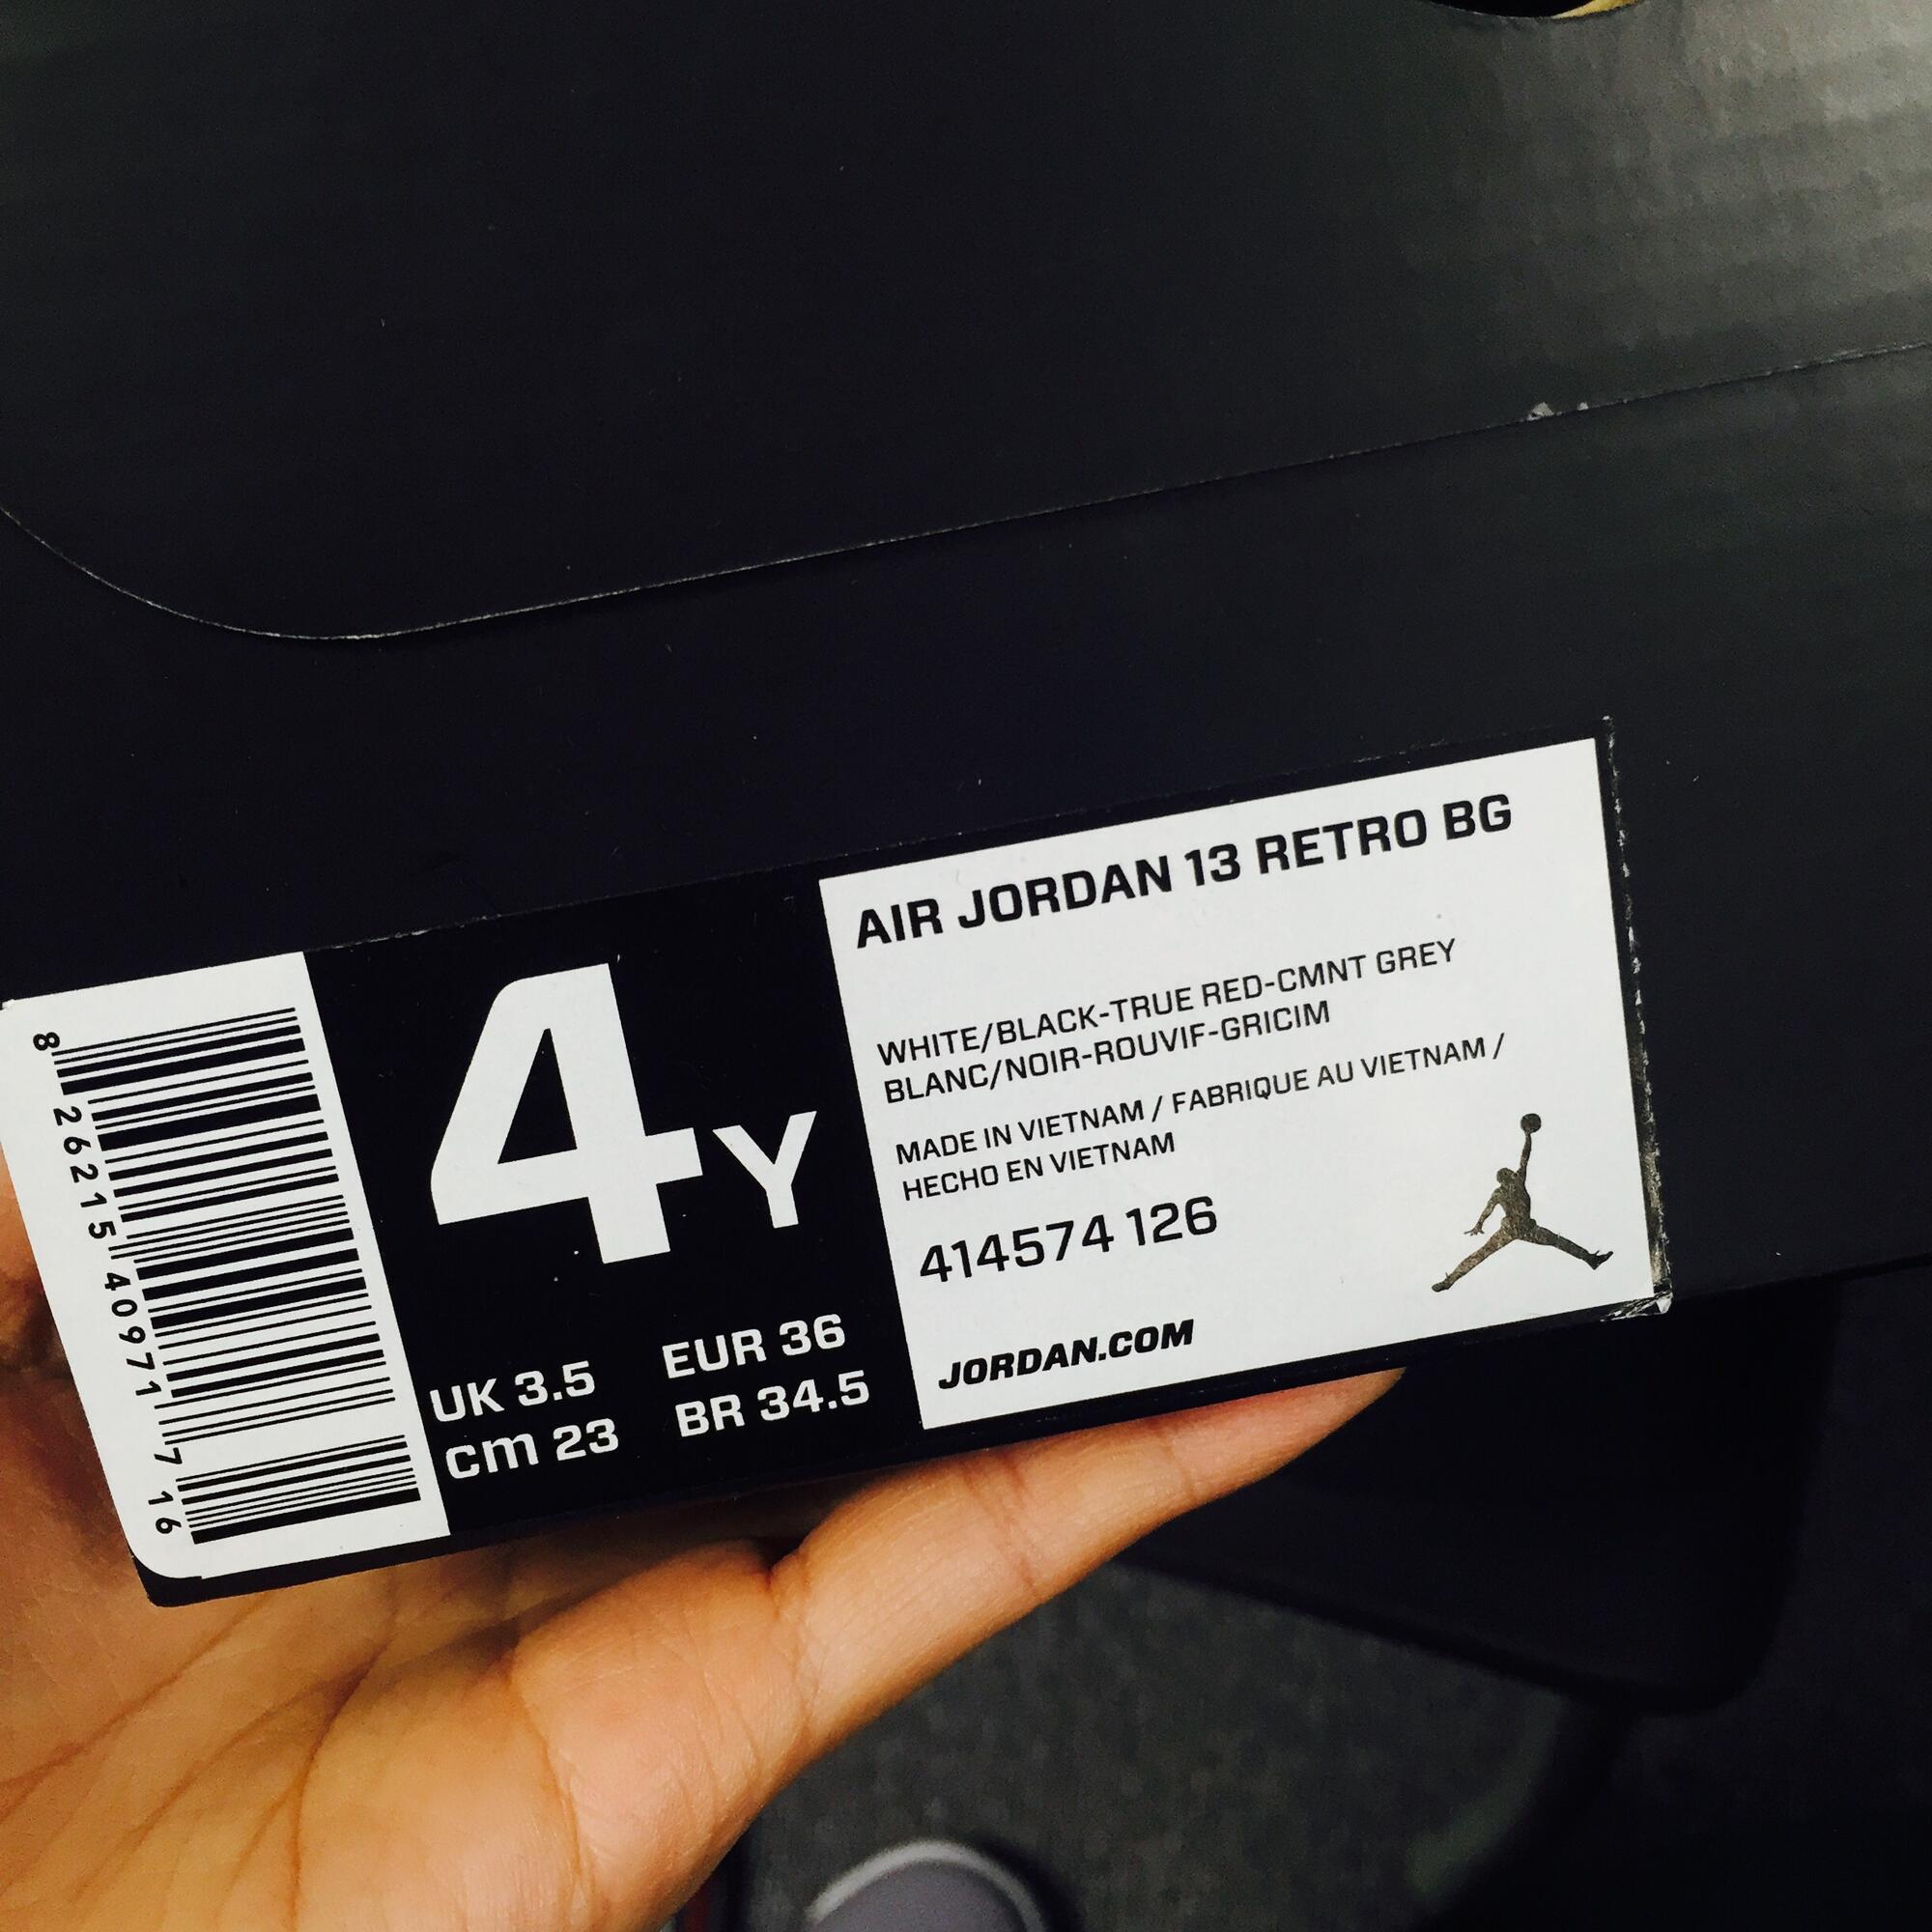 8 26215 40971 7 16
4Y
UK 3.5 EUR 36
cm 23 BR 34.5
AIR JORDAN 13 RETRO BG
WHITE/BLACK-TRUE RED-CMNT GREY
BLANC/NOIR-ROUVIF-GRICIM
MADE IN VIETNAM / FABRIQUE AU VIETNAM /
HECHO EN VIETNAM
414574 126
JORDAN.COM